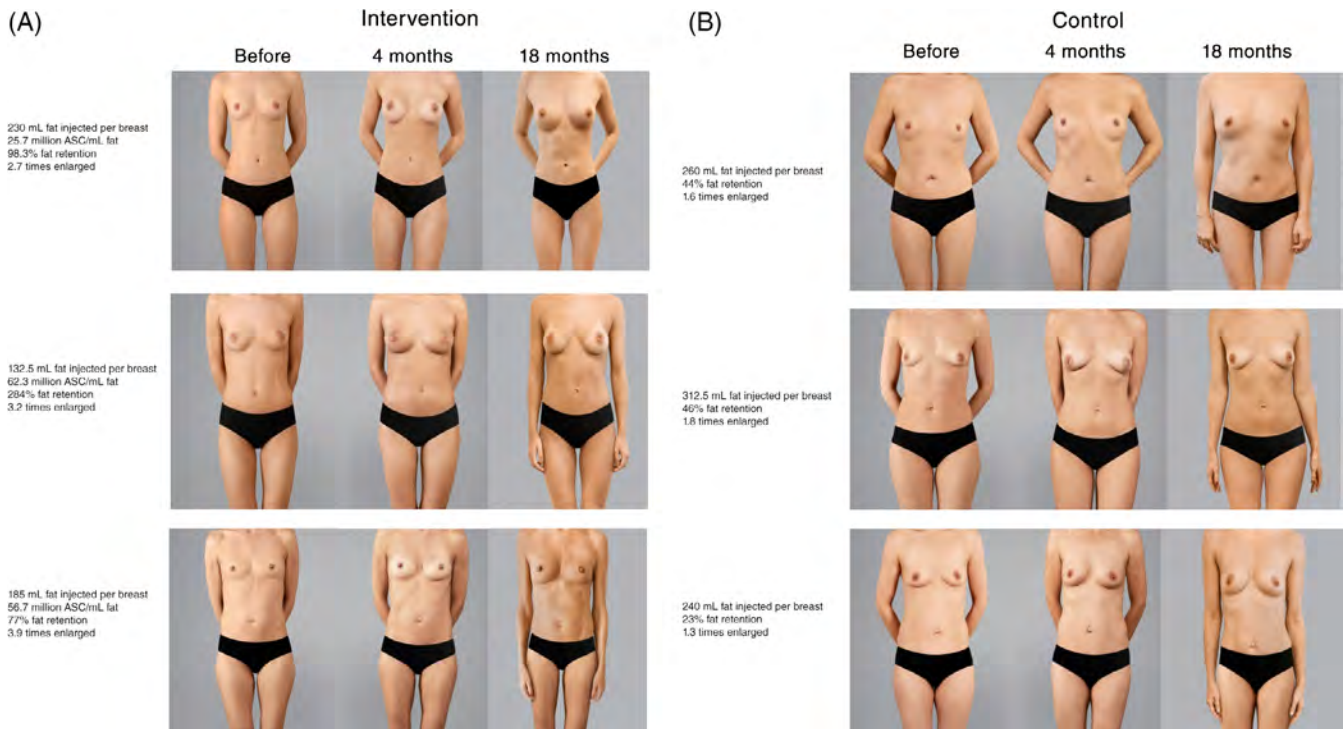 (A)
Intervention
Before
4 months
18 months
230 mL fat injected per breast
25.7 million ASC/mL fat
98.3% fat retention
2.7 times enlarged
132.5 mL fat injected per breast
62.3 million ASC/mL fat
284% fat retention
3.2 times enlarged
185 mL fat injected per breast
56.7 million ASC/mL fat
77% fat retention
3.9 times enlarged
(B)
Control
Before
4 months
18 months
260 mL fat injected per breast
44% fat retention
1.6 times enlarged
312.5 mL fat injected per breast
46% fat retention
1.8 times enlarged
240 mL fat injected per breast
23% fat retention
1.3 times enlarged